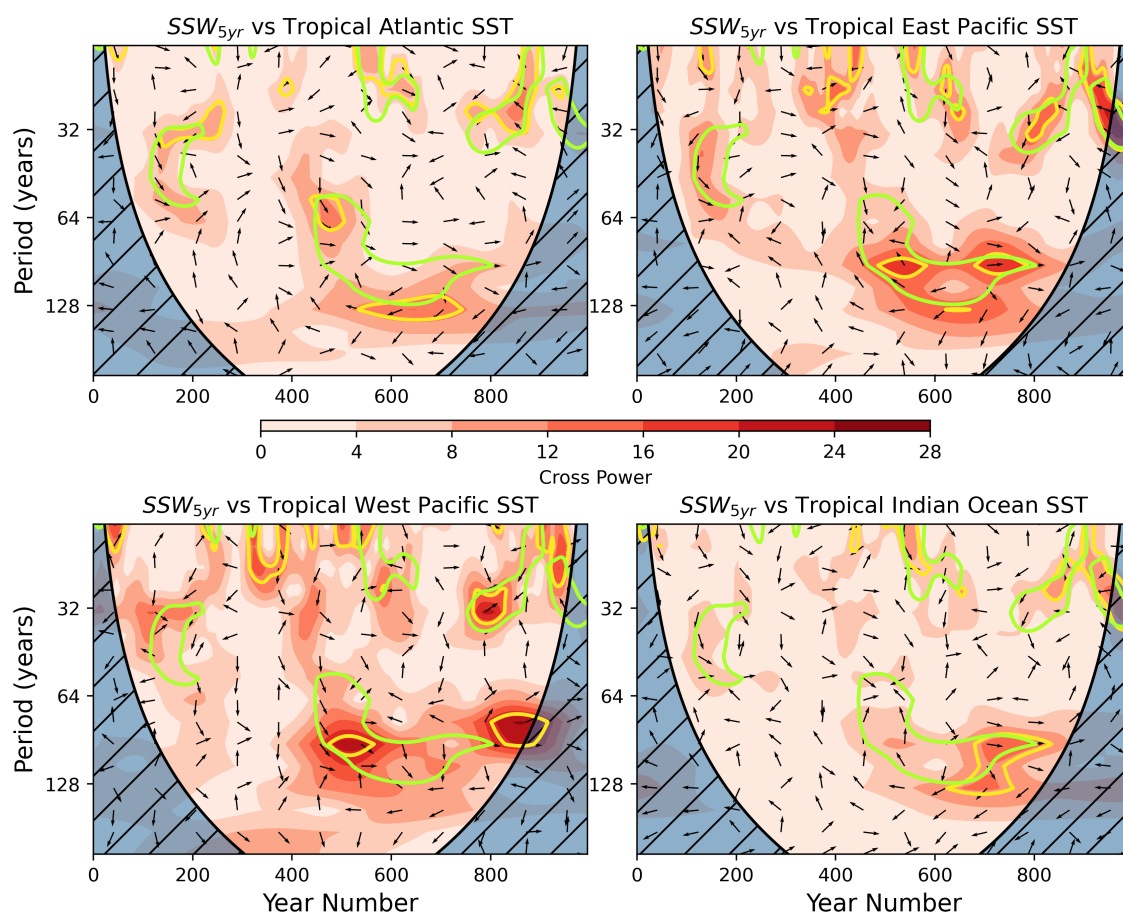 SSW5yr vs Tropical Atlantic SST
SSW5yr vs Tropical East Pacific SST
Period (years)
32
64
128
32
64
128
0 200 400 600 800
0 200 400 600 800
0 4 8 12 16 20 24 28
Cross Power
SSW5yr vs Tropical West Pacific SST
SSW5yr vs Tropical Indian Ocean SST
Period (years)
32
64
128
32
64
128
0 200 400 600 800
0 200 400 600 800
Year Number
Year Number